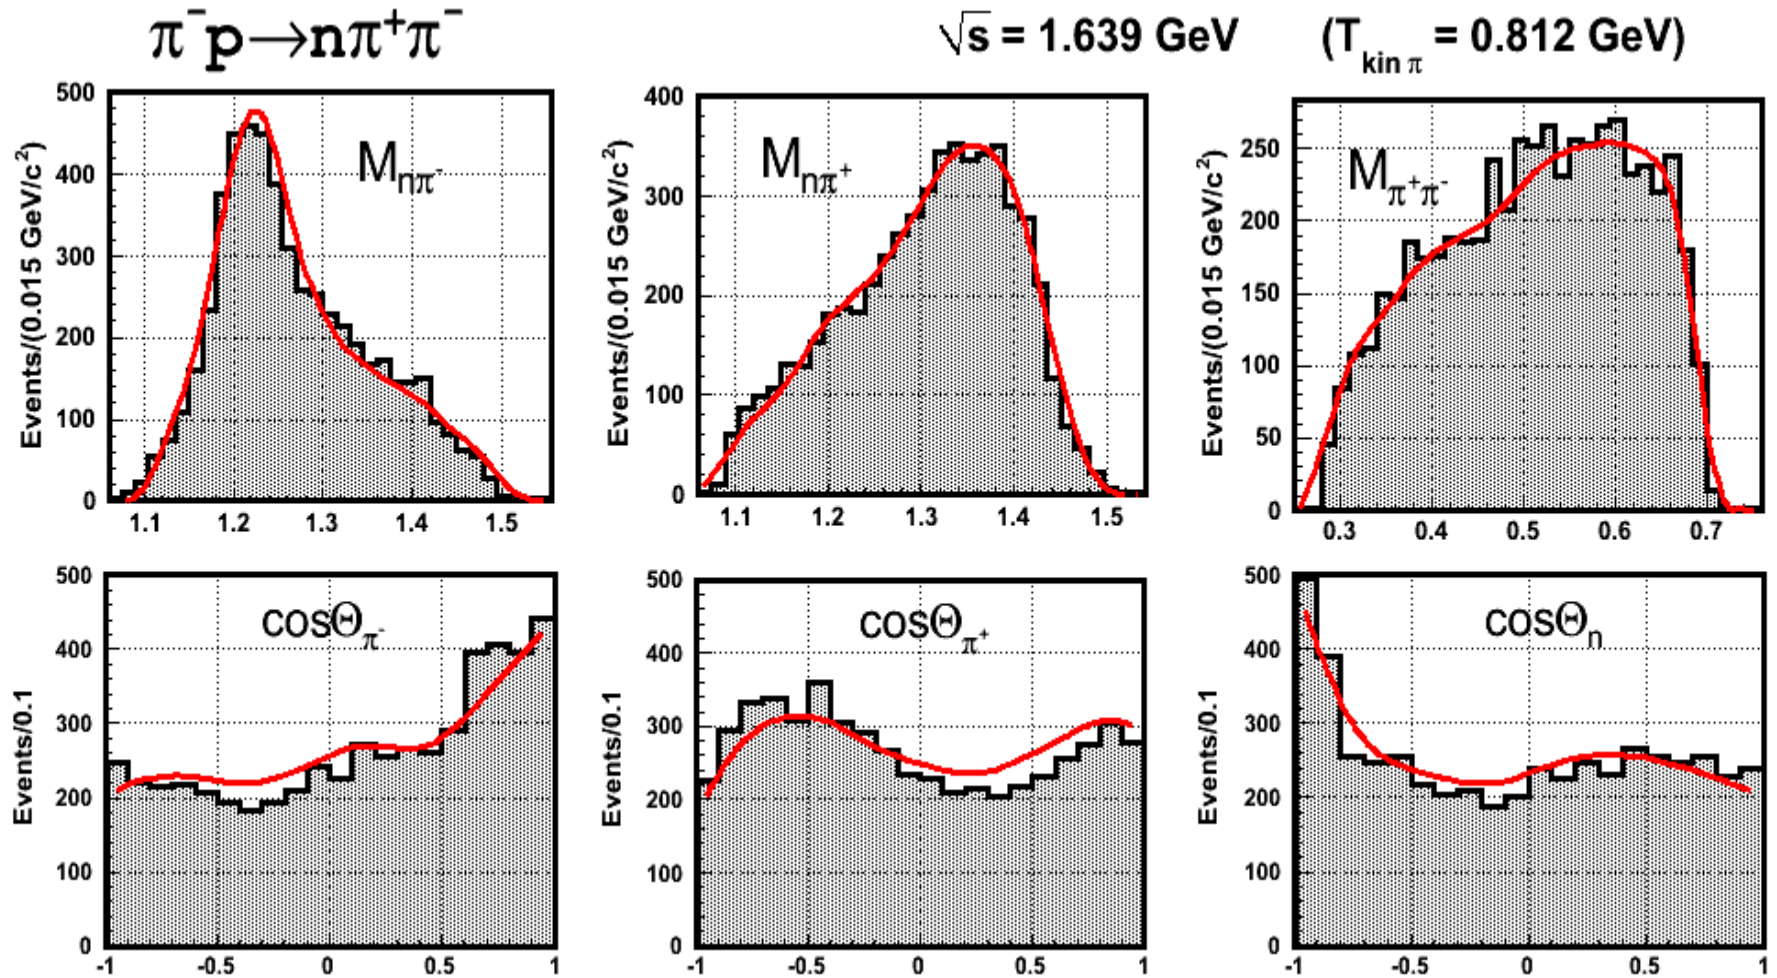 π⁻p→nπ⁺π⁻
√s = 1.639 GeV (T_kin π = 0.812 GeV)
Events/(0.015 GeV/c²)
500
400
300
200
100
0
M_nπ⁻
1.1 1.2 1.3 1.4 1.5
Events/(0.015 GeV/c²)
400
300
200
100
0
M_nπ⁺
1.1 1.2 1.3 1.4 1.5
Events/(0.015 GeV/c²)
250
200
150
100
50
0
M_π⁺π⁻
0.3 0.4 0.5 0.6 0.7
Events/0.1
500
400
300
200
100
0
cosΘ_π⁻
-1 -0.5 0 0.5 1
Events/0.1
500
400
300
200
100
0
cosΘ_π⁺
-1 -0.5 0 0.5 1
Events/0.1
500
400
300
200
100
0
cosΘ_n
-1 -0.5 0 0.5 1